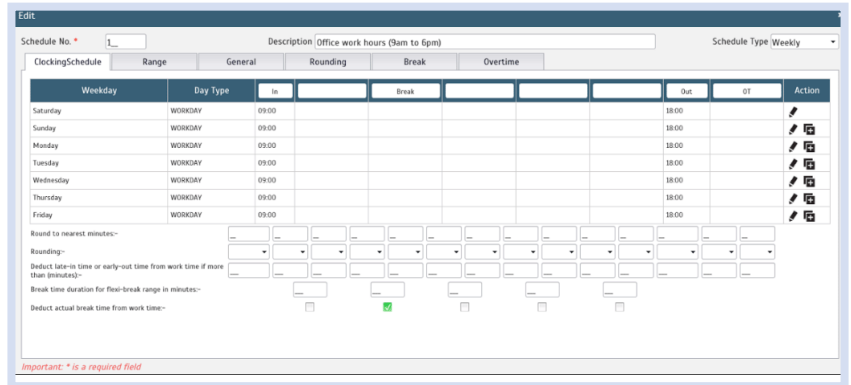 Edit
Schedule No. * 1_ Description Office work hours (9am to 6pm) Schedule Type Weekly
ClockingSchedule Range General Rounding Break Overtime
Weekday Day Type In Break Out OT Action
Saturday WORKDAY 09:00 18:00
Sunday WORKDAY 09:00 18:00
Monday WORKDAY 09:00 18:00
Tuesday WORKDAY 09:00 18:00
Wednesday WORKDAY 09:00 18:00
Thursday WORKDAY 09:00 18:00
Friday WORKDAY 09:00 18:00
Round to nearest minutes:-
Rounding:-
Deduct late-in time or early-out time from work time if more
than (minutes):-
Break time duration for flexi-break range in minutes:-
Deduct actual break time from work time:-
Important: * is a required field